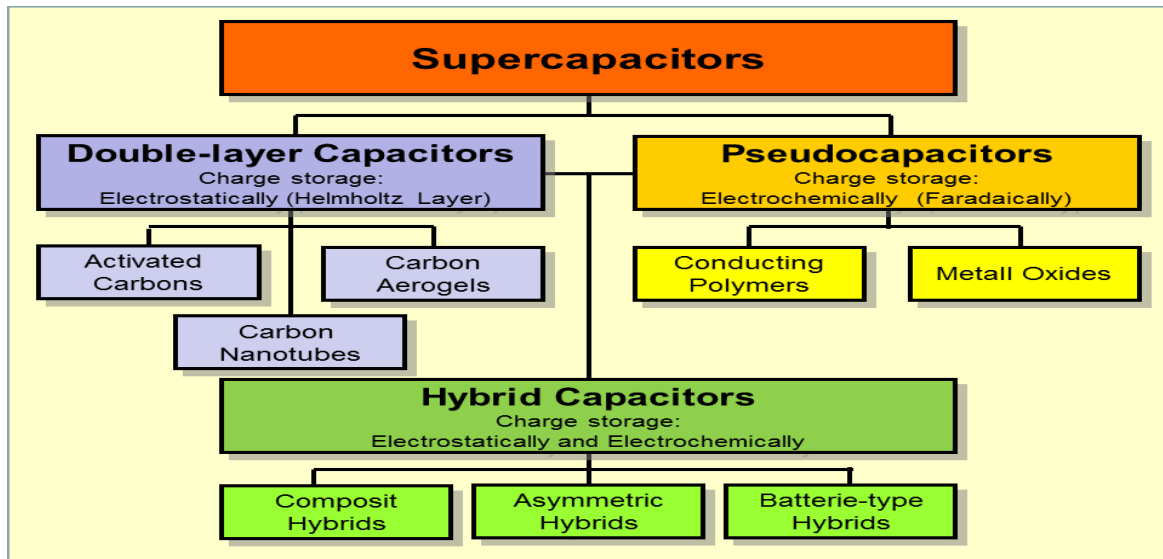 Supercapacitors
Double-layer Capacitors
Charge storage:
Electrostatically (Helmholtz Layer)
Pseudocapacitors
Charge storage:
Electrochemically (Faradaically)
Activated
Carbons
Carbon
Aerogels
Carbon
Nanotubes
Conducting
Polymers
Metall Oxides
Hybrid Capacitors
Charge storage:
Electrostatically and Electrochemically
Composit
Hybrids
Asymmetric
Hybrids
Batterie-type
Hybrids